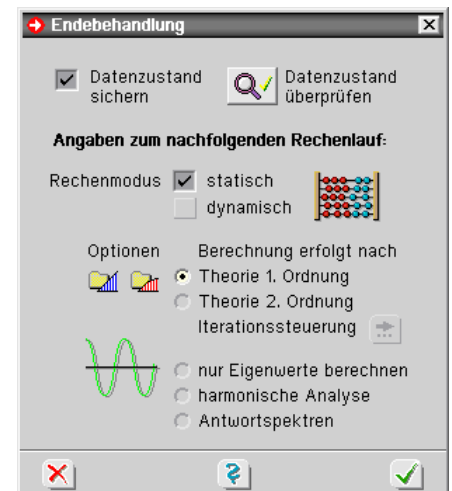 Endebehandlung
Datenzustand sichern
Datenzustand überprüfen
Angaben zum nachfolgenden Rechenlauf:
Rechenmodus
statisch
dynamisch
Optionen
Berechnung erfolgt nach
Theorie 1. Ordnung
Theorie 2. Ordnung
Iterationssteuerung
nur Eigenwerte berechnen
harmonische Analyse
Antwortspektren